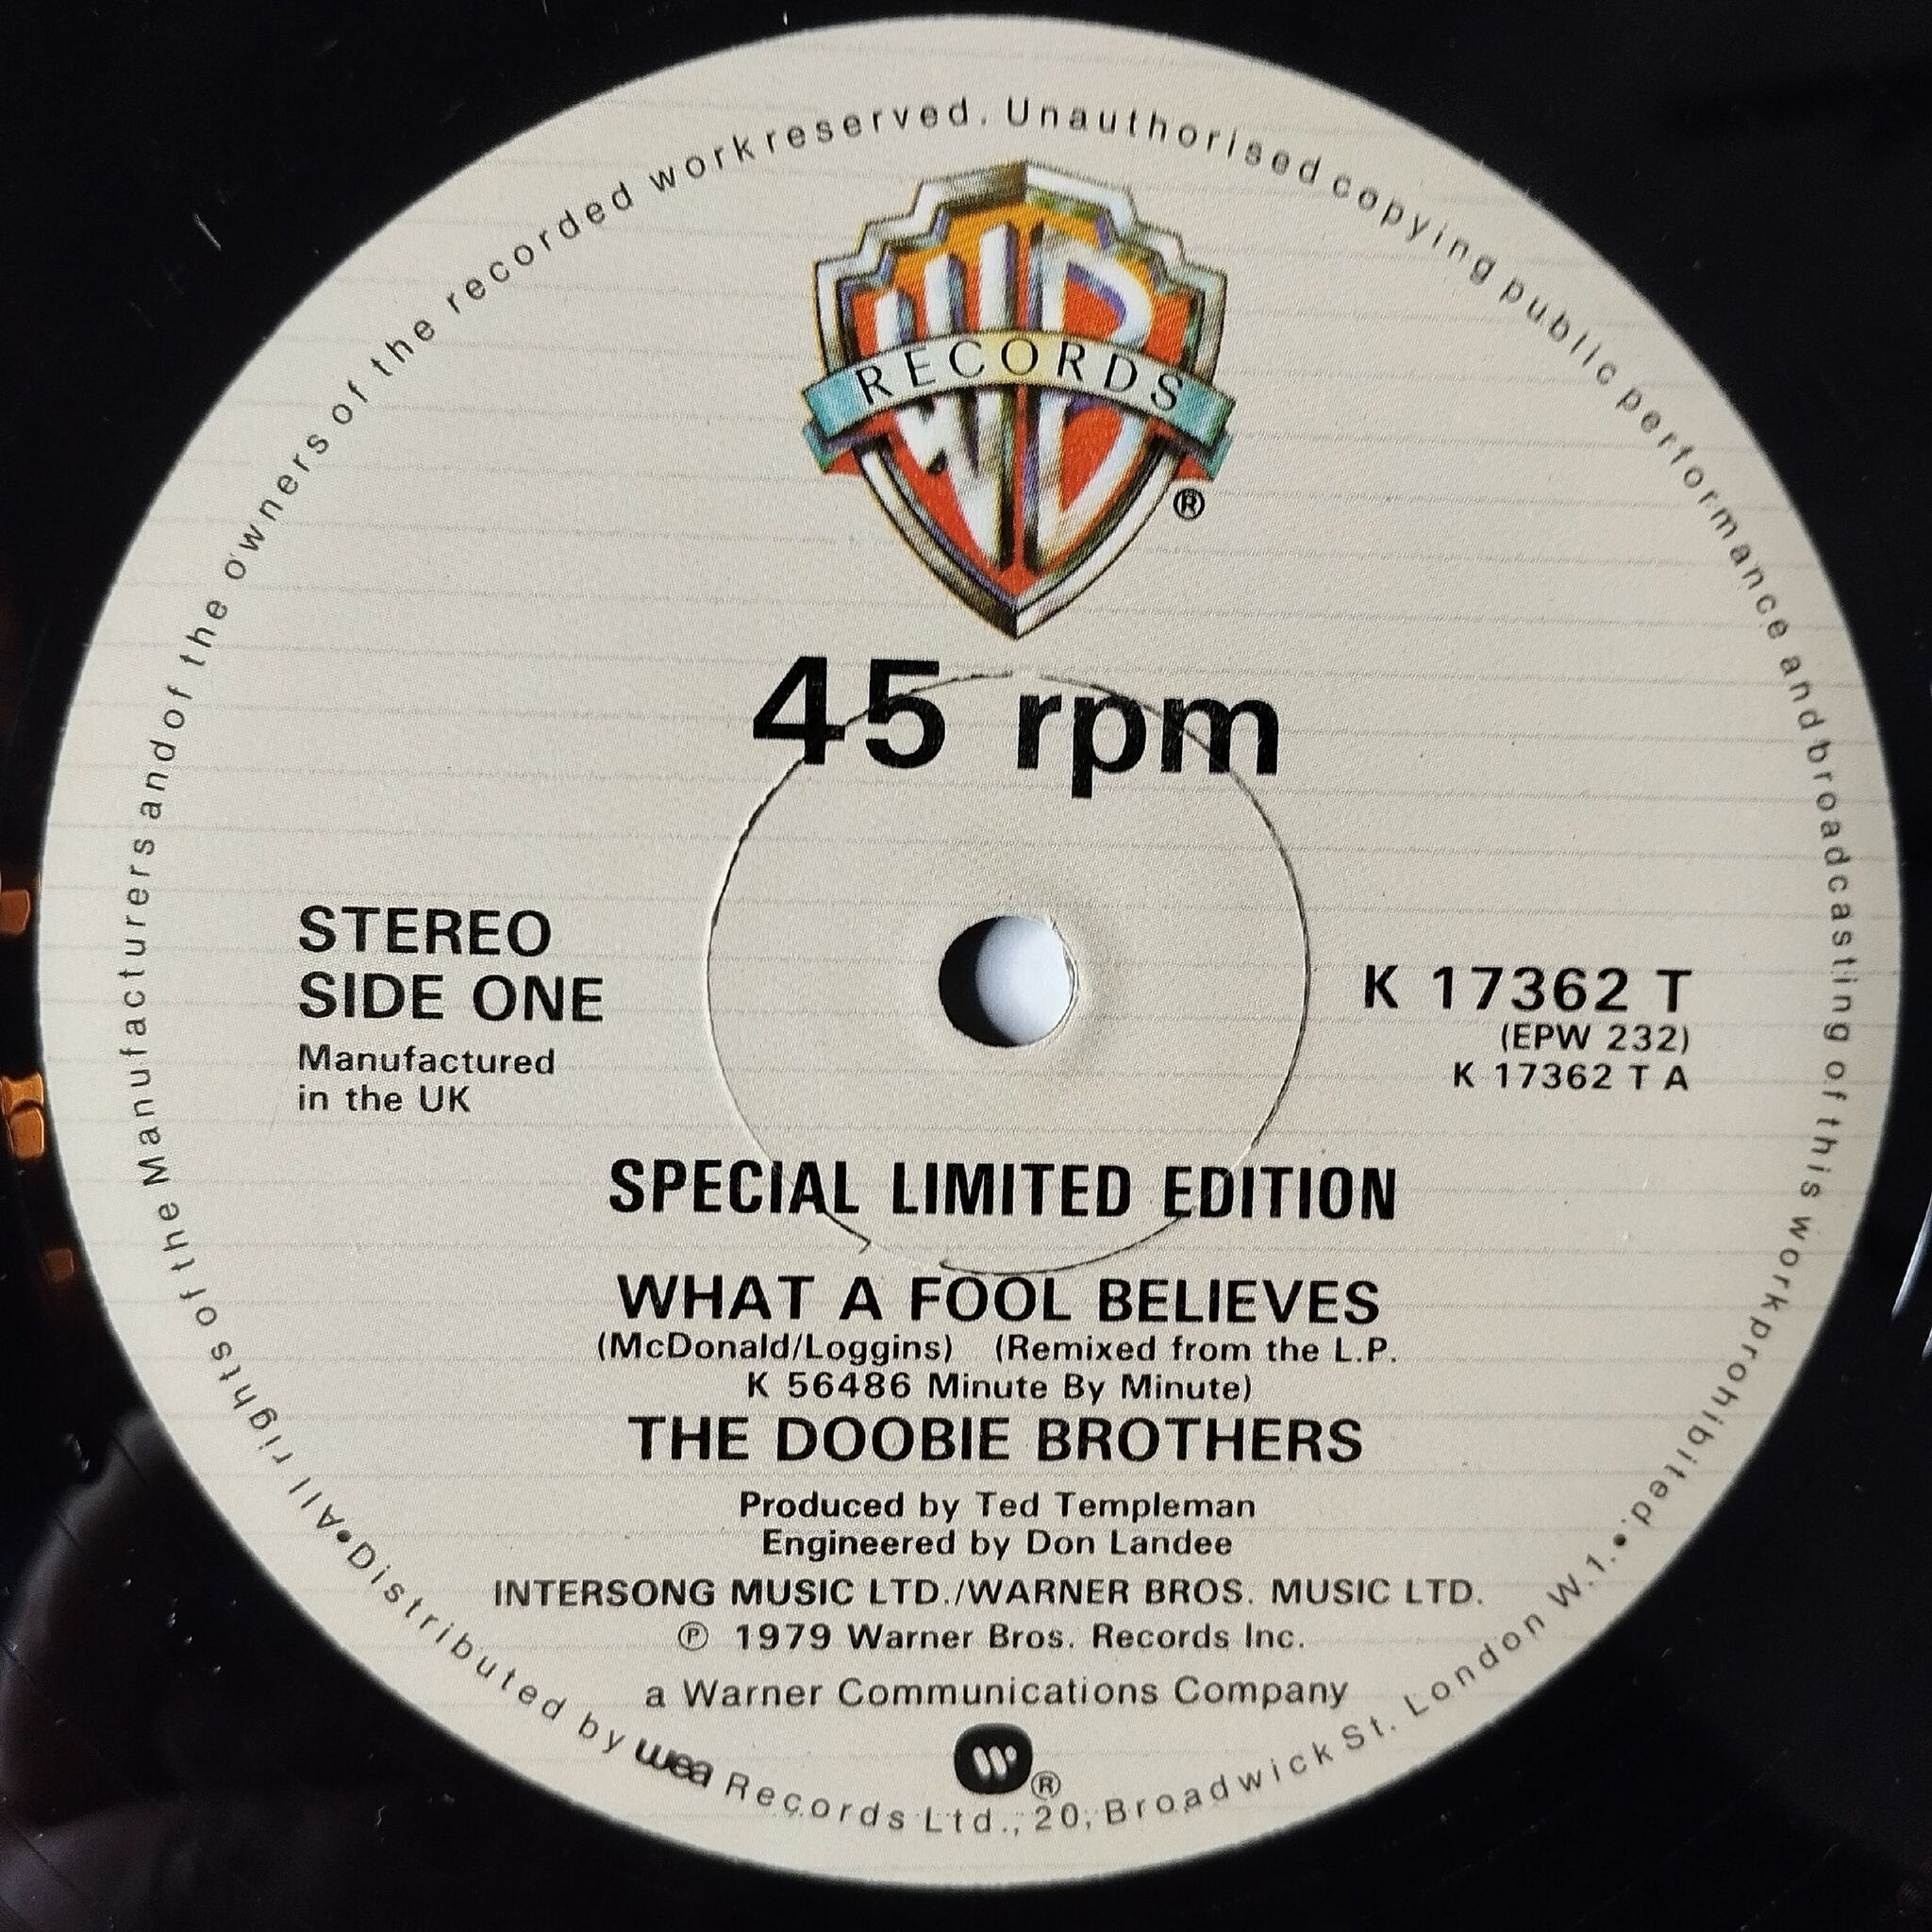 WB
RECORDS
®
45 rpm
STEREO
SIDE ONE
Manufactured
in the UK
K 17362 T
(EPW 232)
K 17362 T A
SPECIAL LIMITED EDITION
WHAT A FOOL BELIEVES
(McDonald/Loggins) (Remixed from the L.P.
K 56486 Minute By Minute)
THE DOOBIE BROTHERS
Produced by Ted Templeman
Engineered by Don Landee
INTERSONG MUSIC LTD./WARNER BROS. MUSIC LTD.
℗ 1979 Warner Bros. Records Inc.
a Warner Communications Company
W®
All rights of the Manufacturers and of the owners of the recorded work reserved. Unauthorised copying public performance and broadcasting of this work prohibited.
• Distributed by wea Records Ltd., 20, Broadwick St. London W.1. •